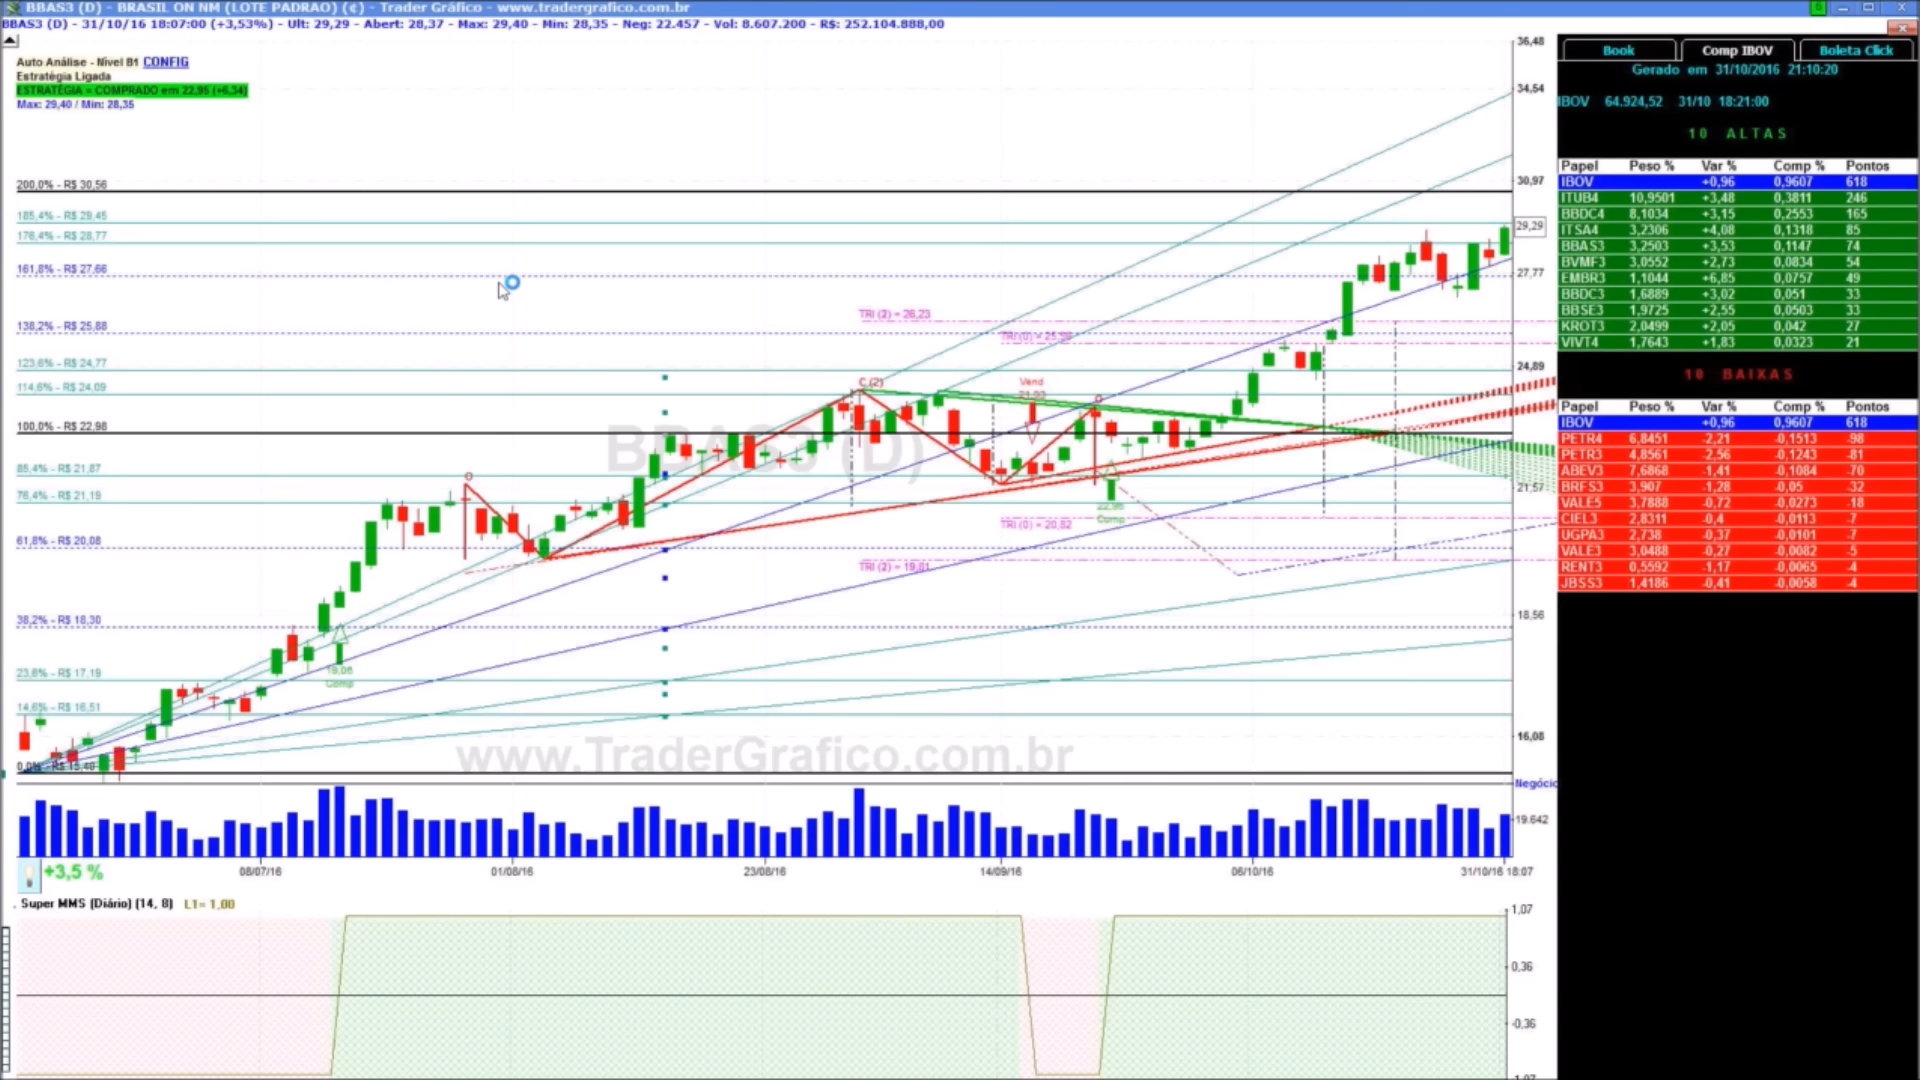 BBAS3 (D) - BRASIL ON NM (LOTE PADRAO) (¢) - Trader Gráfico - www.tradergrafico.com.br
BBAS3 (D) - 31/10/16 18:07:00 (+3,53%) - Ult: 29,29 - Abert: 28,37 - Max: 29,40 - Min: 28,35 - Neg: 22.457 - Vol: 8.607.200 - R$: 252.104.888,00
Auto Análise - Nível B1 CONFIG
Estratégia Ligada
ESTRATÉGIA = COMPRADO em 22,95 (+6,34)
Max: 29,40 / Min: 28,35
200,0% - R$ 30,56
185,4% - R$ 29,45
176,4% - R$ 28,77
161,8% - R$ 27,66
138,2% - R$ 25,88
123,6% - R$ 24,77
114,6% - R$ 24,09
100,0% - R$ 22,98
85,4% - R$ 21,87
76,4% - R$ 21,19
61,8% - R$ 20,08
38,2% - R$ 18,30
23,6% - R$ 17,19
14,6% - R$ 16,51
0,0% - R$ 15,40
TRI (2) = 26,23
C (2)
Vend
0
0
BBAS3 (D)
Comp
TRI (0) = 20,82
TRI (2) = 19,81
19,06
Comp
www.TraderGrafico.com.br
36,48
34,54
30,97
29,29
27,77
24,89
21,57
18,56
16,08
Negóci
19.642
+3,5 %
08/07/16
01/08/16
23/08/16
14/09/16
06/10/16
31/10/16 18:07
. Super MMS (Diário) (14, 8) L1= 1,00
1,07
0,36
-0,36
Book
Comp IBOV
Boleta Click
Gerado em 31/10/2016 21:10:20
IBOV 64.924,52 31/10 18:21:00
10 ALTAS
Papel Peso % Var % Comp % Pontos
IBOV +0,96 0,9607 618
ITUB4 10,9501 +3,48 0,3811 246
BBDC4 8,1034 +3,15 0,2553 165
ITSA4 3,2306 +4,08 0,1318 85
BBAS3 3,2503 +3,53 0,1147 74
BVMF3 3,0552 +2,73 0,0834 54
EMBR3 1,1044 +6,85 0,0757 49
BBDC3 1,6889 +3,02 0,051 33
BBSE3 1,9725 +2,55 0,0503 33
KROT3 2,0499 +2,05 0,042 27
VIVT4 1,7643 +1,83 0,0323 21
10 BAIXAS
Papel Peso % Var % Comp % Pontos
IBOV +0,96 0,9607 618
PETR4 6,8451 -2,21 -0,1513 -98
PETR3 4,8561 -2,56 -0,1243 -81
ABEV3 7,6868 -1,41 -0,1084 -70
BRFS3 3,907 -1,28 -0,05 -32
VALE5 3,7888 -0,72 -0,0273 -18
CIEL3 2,8311 -0,4 -0,0113 -7
UGPA3 2,738 -0,37 -0,0101 -7
VALE3 3,0488 -0,27 -0,0082 -5
RENT3 0,5592 -1,17 -0,0065 -4
JBSS3 1,4186 -0,41 -0,0058 -4